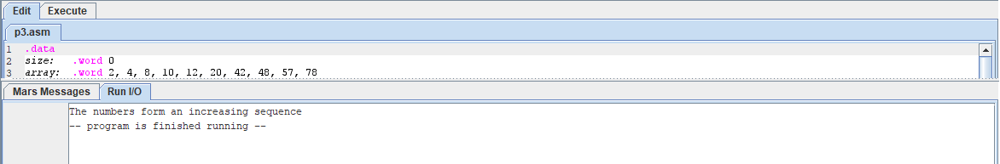 Edit Execute
p3.asm
1 .data
2 size: .word 0
3 array: .word 2, 4, 8, 10, 12, 20, 42, 48, 57, 78
Mars Messages Run I/O
The numbers form an increasing sequence
-- program is finished running --